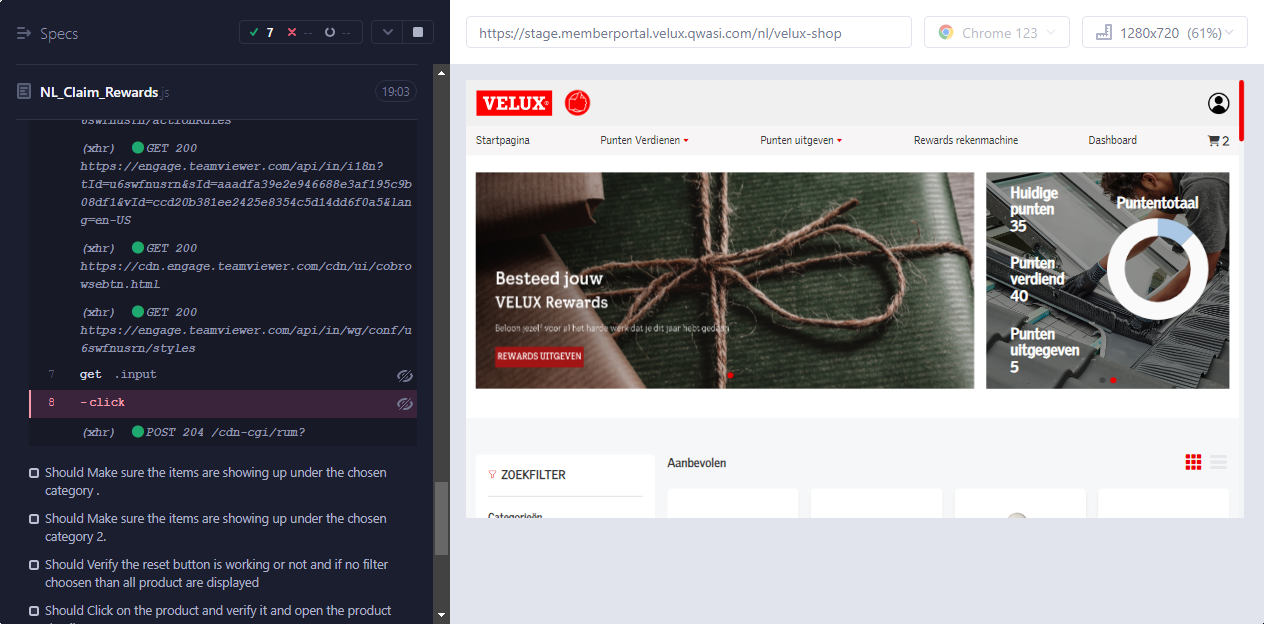 Specs
7
--
--
https://stage.memberportal.velux.qwasi.com/nl/velux-shop
Chrome 123
1280x720 (61%)
NL_Claim_Rewards.js
19:03
6swfnusrn/actionRules
(xhr) GET 200
https://engage.teamviewer.com/api/in/i18n?
tId=u6swfnusrn&sId=aaadfa39e2e946688e3af195c9b
08df1&vId=ccd20b381ee2425e8354c5d14dd6f0a5&lan
g=en-US
(xhr) GET 200
https://cdn.engage.teamviewer.com/cdn/ui/cobro
wsebtn.html
(xhr) GET 200
https://engage.teamviewer.com/api/in/wg/conf/u
6swfnusrn/styles
7 get .input
8 -click
(xhr) POST 204 /cdn-cgi/rum?
Should Make sure the items are showing up under the chosen
category .
Should Make sure the items are showing up under the chosen
category 2.
Should Verify the reset button is working or not and if no filter
choosen than all product are displayed
Should Click on the product and verify it and open the product
VELUX
Startpagina
Punten Verdienen
Punten uitgeven
Rewards rekenmachine
Dashboard
2
Besteed jouw
VELUX Rewards
Beloon jezelf voor al het harde werk dat je dit jaar hebt gedaan
REWARDS UITGEVEN
Huidige
punten
35
Punten
verdiend
40
Punten
uitgegeven
5
Puntentotaal
ZOEKFILTER
Categorieën
Aanbevolen